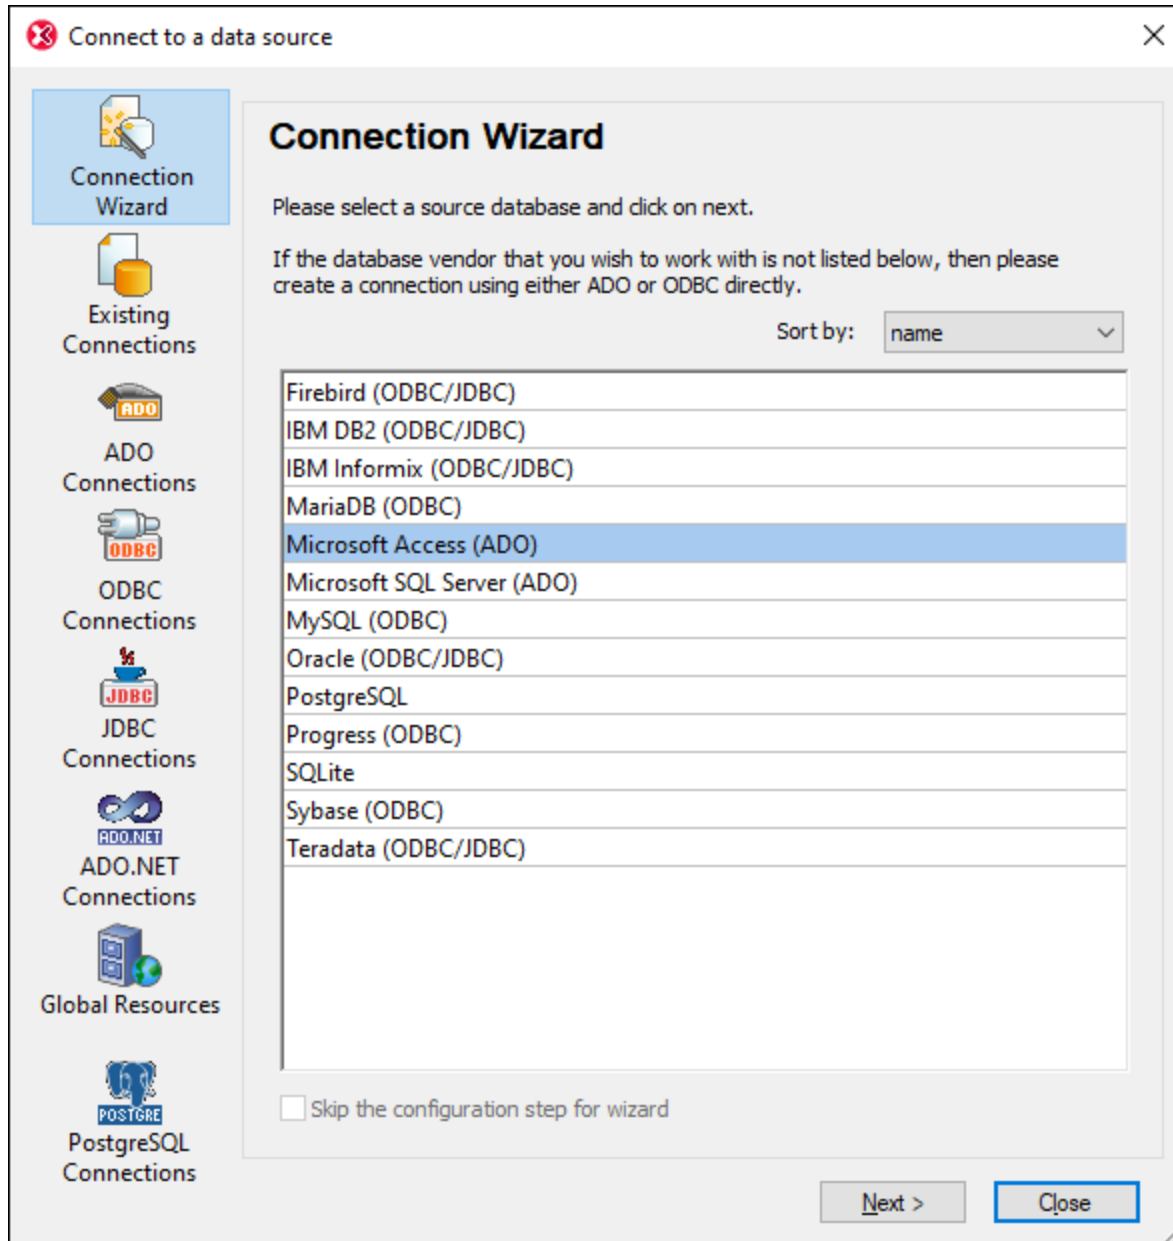 Connect to a data source
Connection
Wizard
Existing
Connections
ADO
ADO
Connections
ODBC
ODBC
Connections
JDBC
JDBC
Connections
ADO.NET
ADO.NET
Connections
Global Resources
POSTGRE
PostgreSQL
Connections
Connection Wizard
Please select a source database and click on next.
If the database vendor that you wish to work with is not listed below, then please
create a connection using either ADO or ODBC directly.
Sort by: name
Firebird (ODBC/JDBC)
IBM DB2 (ODBC/JDBC)
IBM Informix (ODBC/JDBC)
MariaDB (ODBC)
Microsoft Access (ADO)
Microsoft SQL Server (ADO)
MySQL (ODBC)
Oracle (ODBC/JDBC)
PostgreSQL
Progress (ODBC)
SQLite
Sybase (ODBC)
Teradata (ODBC/JDBC)
Skip the configuration step for wizard
Next > Close